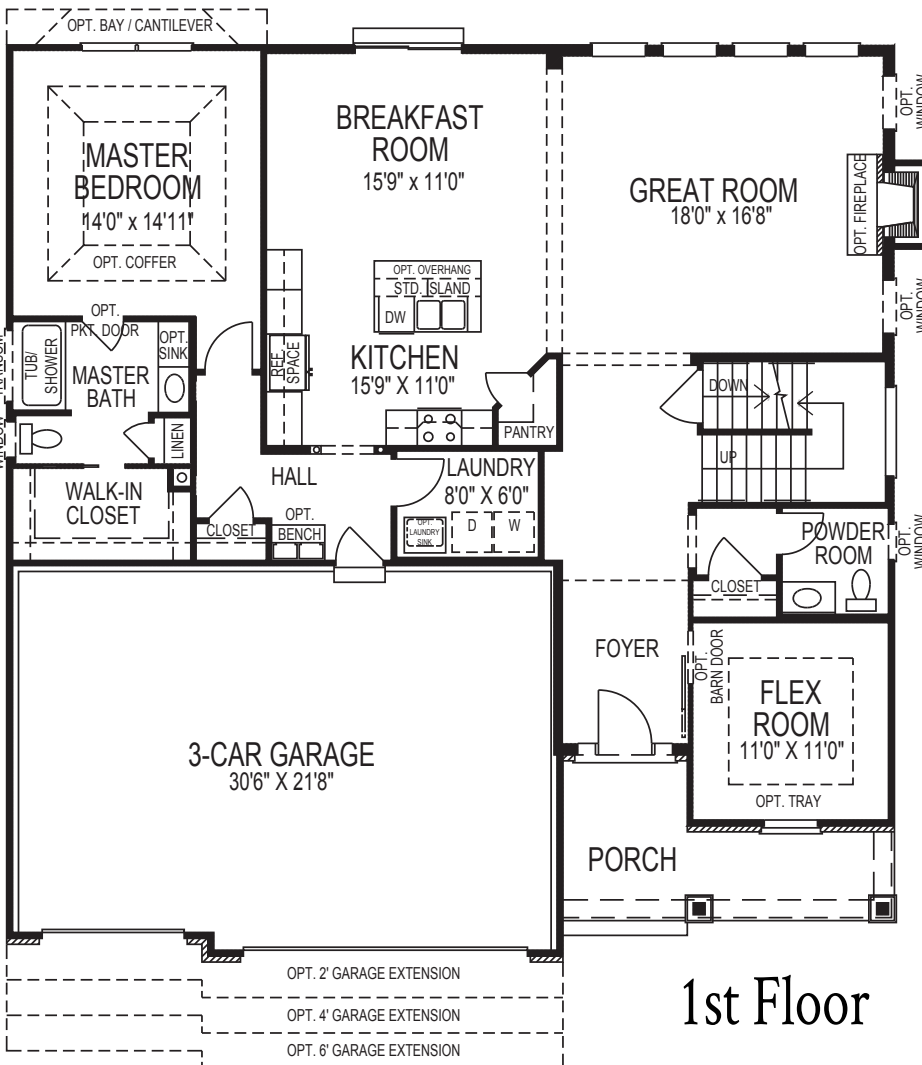 OPT. BAY / CANTILEVER
MASTER
BEDROOM
14'0" x 14'11"
OPT. COFFER
BREAKFAST
ROOM
15'9" x 11'0"
GREAT ROOM
18'0" x 16'8"
OPT.
WINDOW
OPT. FIREPLACE
OPT.
WINDOW
OPT. OVERHANG
STD. ISLAND
DW
REF.
SPACE
KITCHEN
15'9" X 11'0"
PANTRY
OPT.
PKT. DOOR
TUB/
SHOWER
OPT.
SINK
MASTER
BATH
LINEN
WINDOW
WALK-IN
CLOSET
HALL
CLOSET
OPT.
BENCH
LAUNDRY
8'0" X 6'0"
OPT.
LAUNDRY
SINK
D
W
DOWN
UP
POWDER
ROOM
OPT.
WINDOW
CLOSET
FOYER
OPT.
BARN DOOR
FLEX
ROOM
11'0" X 11'0"
OPT. TRAY
3-CAR GARAGE
30'6" X 21'8"
PORCH
OPT. 2' GARAGE EXTENSION
OPT. 4' GARAGE EXTENSION
OPT. 6' GARAGE EXTENSION
1st Floor